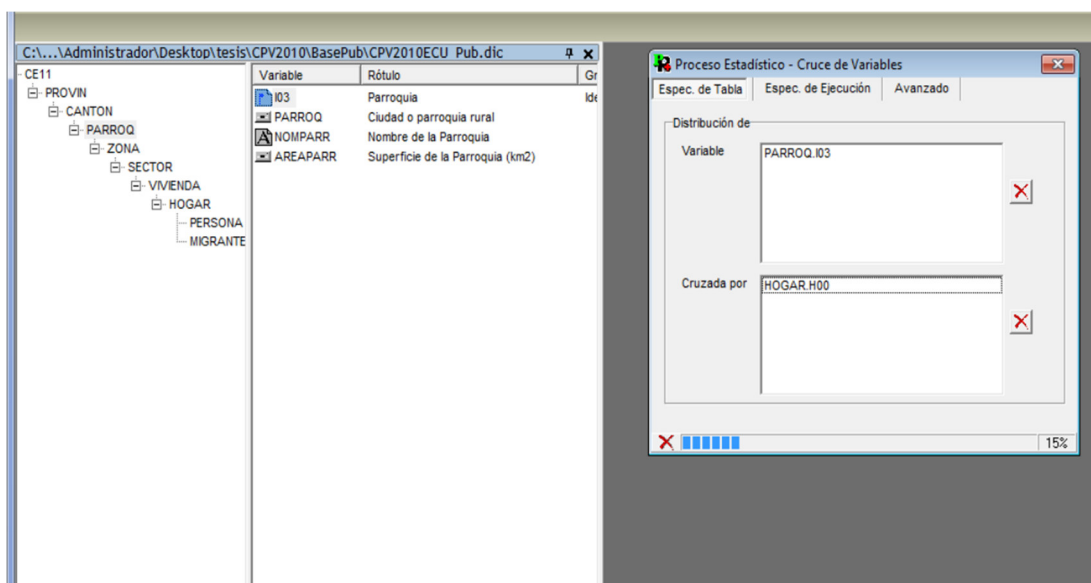 C:\...\Administrador\Desktop\tesis\CPV2010\BasePub\CPV2010ECU_Pub.dic
CE11
PROVIN
CANTON
PARROQ
ZONA
SECTOR
VIVIENDA
HOGAR
PERSONA
MIGRANTE
Variable Rótulo Gr
I03 Parroquia Ide
PARROQ Ciudad o parroquia rural
NOMPARR Nombre de la Parroquia
AREAPARR Superficie de la Parroquia (km2)
Proceso Estadístico - Cruce de Variables
Espec. de Tabla Espec. de Ejecución Avanzado
Distribución de
Variable PARROQ.I03
Cruzada por HOGAR.H00
15%